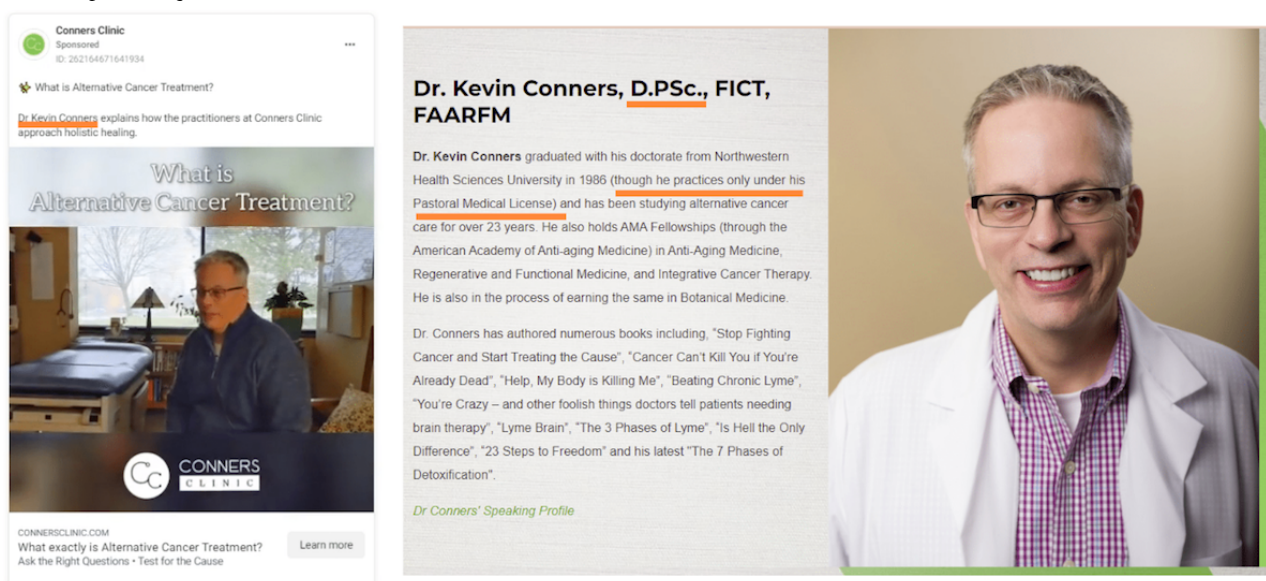 Conners Clinic
Sponsored
ID: 262164671641934
What is Alternative Cancer Treatment?
Dr Kevin Conners explains how the practitioners at Conners Clinic
approach holistic healing.
What is
Alternative Cancer Treatment?
CC CONNERS
CLINIC
CONNERSCLINIC.COM
What exactly is Alternative Cancer Treatment?
Ask the Right Questions • Test for the Cause
Learn more
Dr. Kevin Conners, D.PSc., FICT,
FAARFM
Dr. Kevin Conners graduated with his doctorate from Northwestern
Health Sciences University in 1986 (though he practices only under his
Pastoral Medical License) and has been studying alternative cancer
care for over 23 years. He also holds AMA Fellowships (through the
American Academy of Anti-aging Medicine) in Anti-Aging Medicine,
Regenerative and Functional Medicine, and Integrative Cancer Therapy.
He is also in the process of earning the same in Botanical Medicine.
Dr. Conners has authored numerous books including, "Stop Fighting
Cancer and Start Treating the Cause", "Cancer Can't Kill You if You're
Already Dead", "Help, My Body is Killing Me", "Beating Chronic Lyme",
"You're Crazy – and other foolish things doctors tell patients needing
brain therapy", "Lyme Brain", "The 3 Phases of Lyme", "Is Hell the Only
Difference", "23 Steps to Freedom" and his latest "The 7 Phases of
Detoxification".
Dr Conners' Speaking Profile